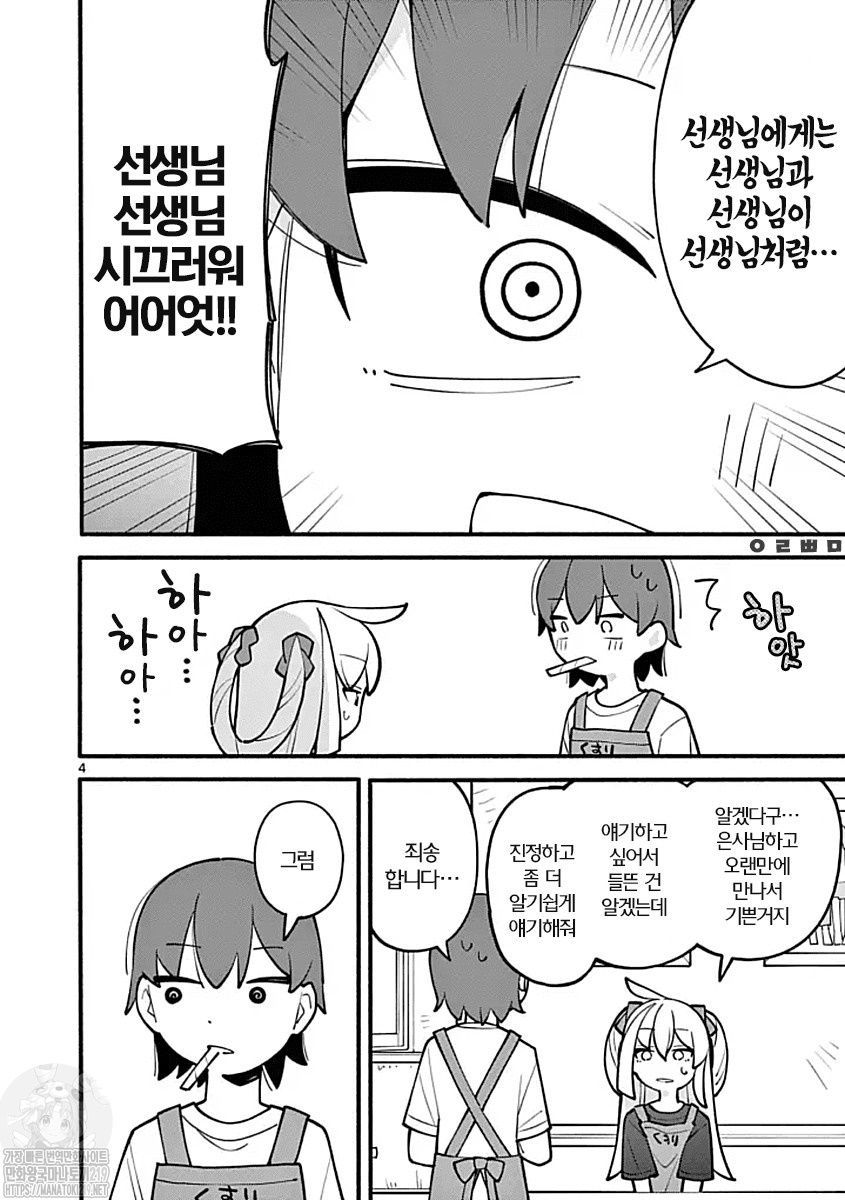 선생님에게는
선생님과
선생님이
선생님처럼…
선생님
선생님
시끄러워
어어엇!!
ㅇㄹㅃㅁ
하앗
하아…
하아…
くすり
4
알겠다구…
은사님하고
오랜만에
만나서
기쁜거지
얘기하고
싶어서
들뜬 건
알겠는데
진정하고
좀 더
알기쉽게
얘기해줘
죄송
합니다…
くすり
그럼
くすり
가장 빠른 번역만화사이트
만화왕국마나토끼219
HTTPS://MANATOKI219.NET